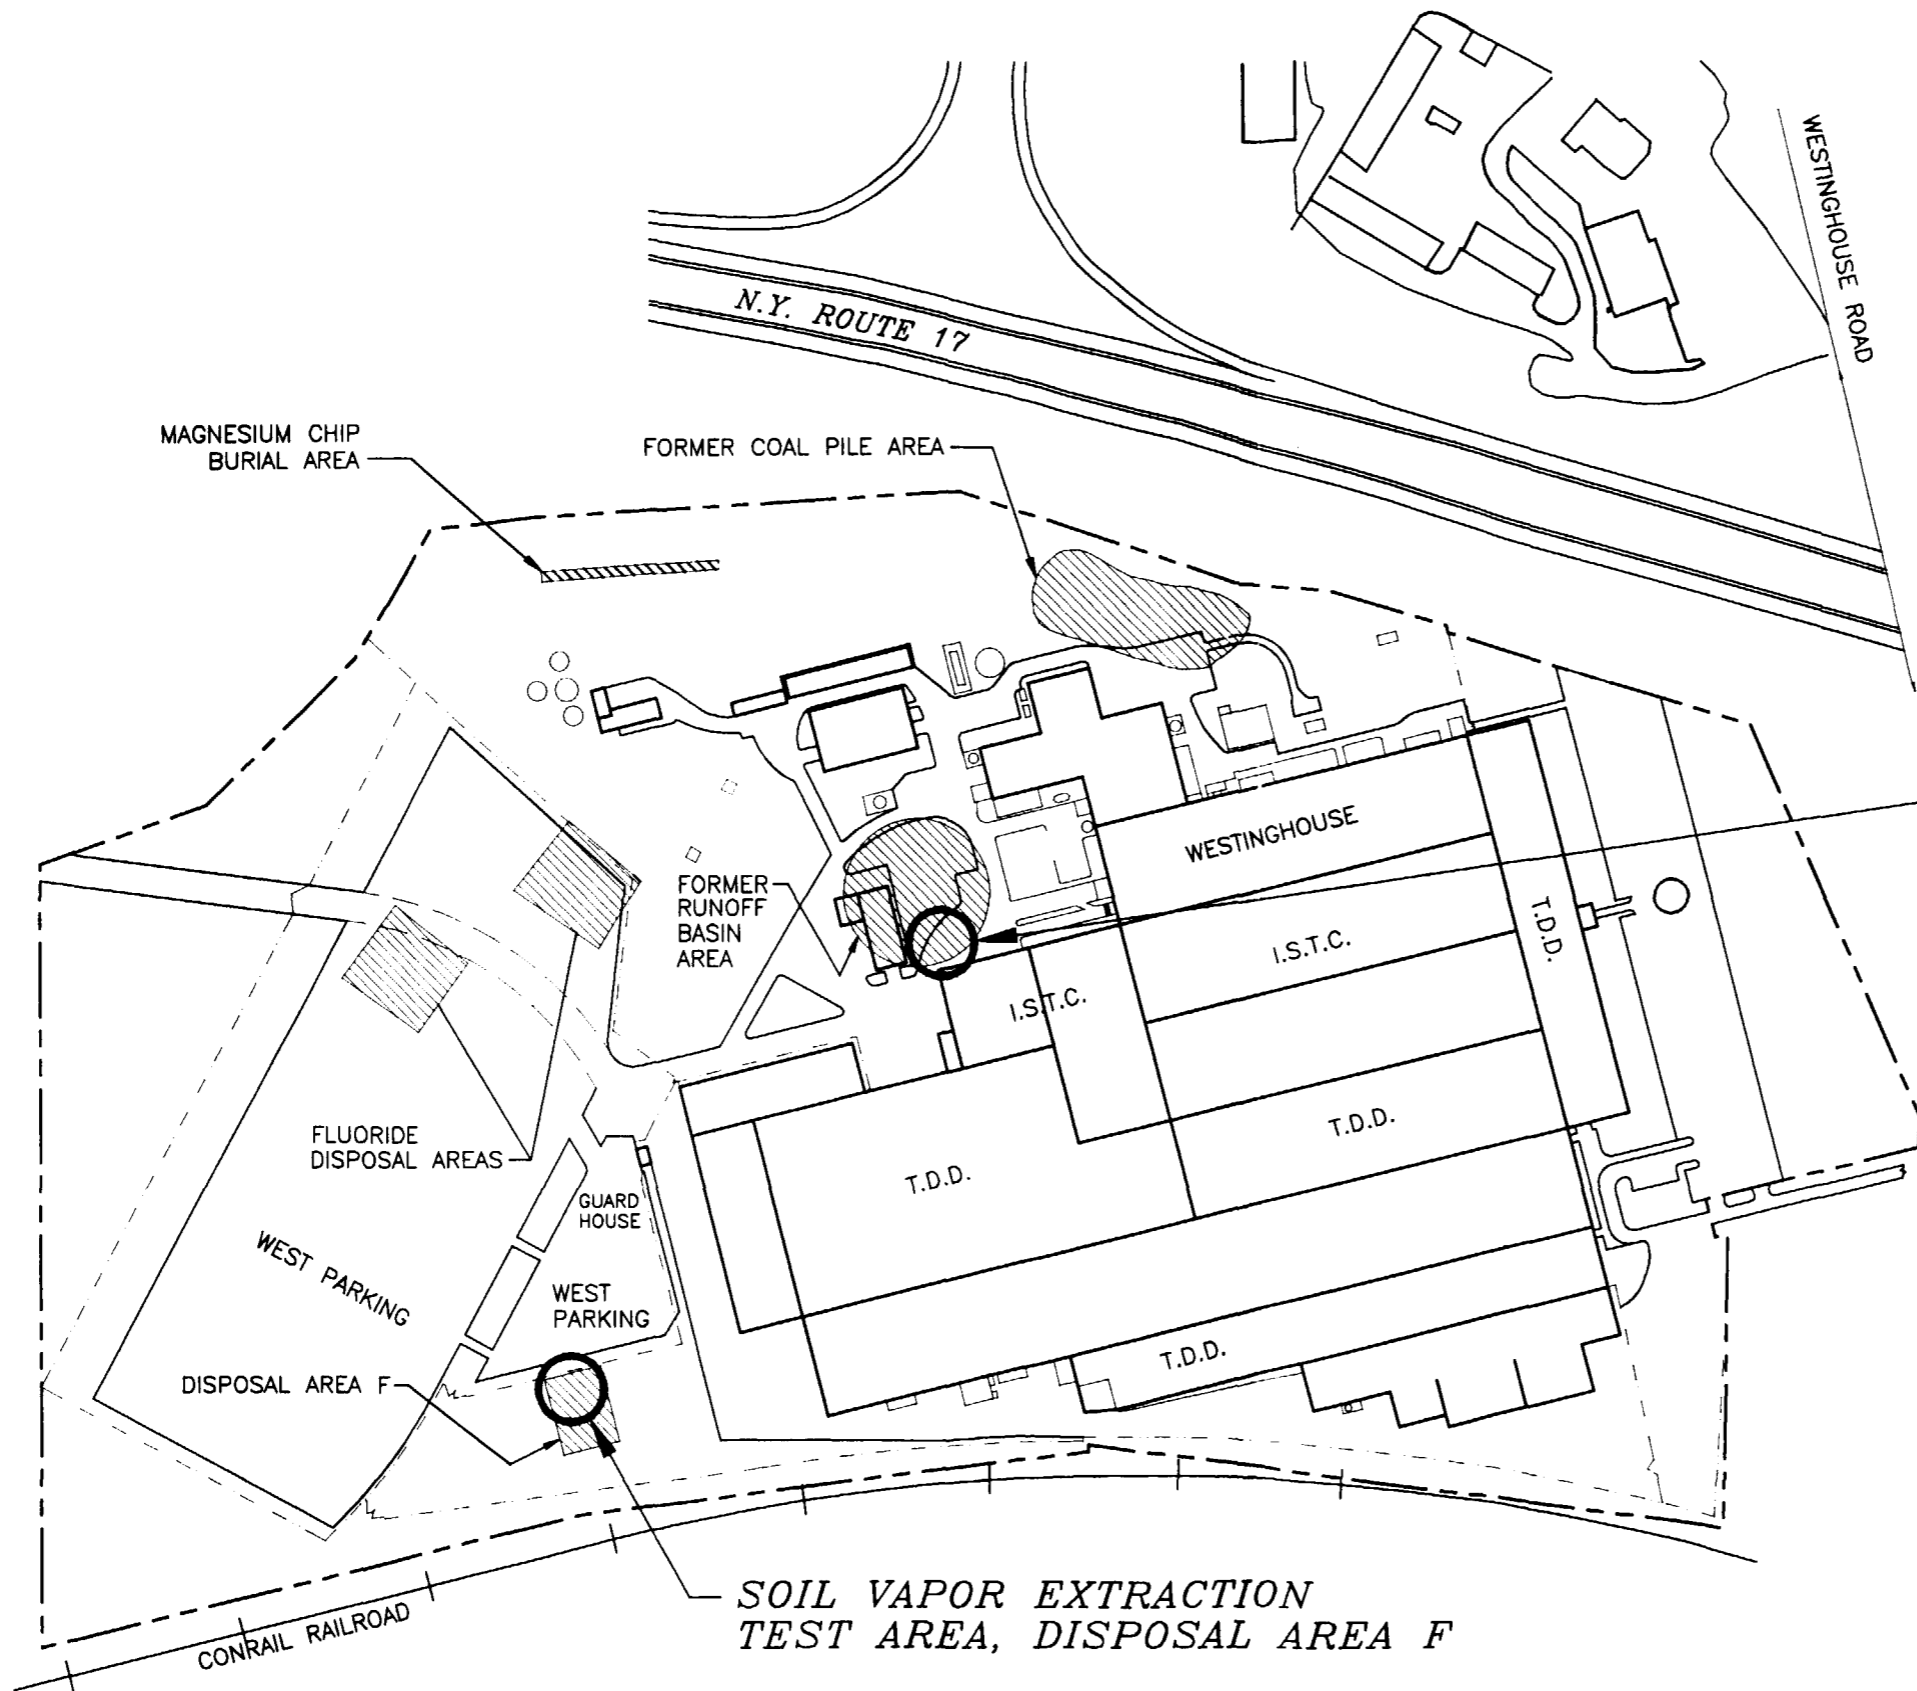 WESTINGHOUSE ROAD
N.Y. ROUTE 17
MAGNESIUM CHIP
BURIAL AREA
FORMER COAL PILE AREA
WESTINGHOUSE
FORMER
RUNOFF
BASIN
AREA
T.D.D.
I.S.T.C.
I.S.T.C.
FLUORIDE
DISPOSAL AREAS
T.D.D.
T.D.D.
GUARD
HOUSE
WEST PARKING
WEST
PARKING
T.D.D.
DISPOSAL AREA F
SOIL VAPOR EXTRACTION
TEST AREA, DISPOSAL AREA F
CONRAIL RAILROAD